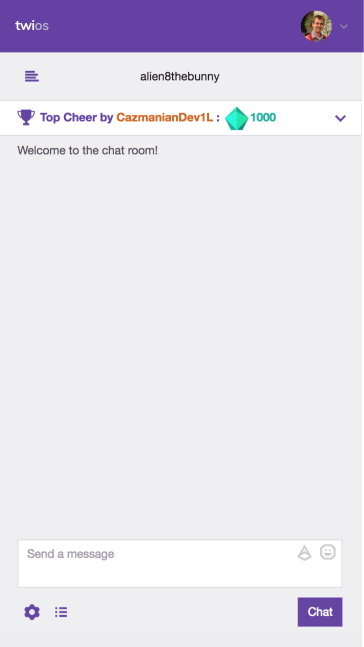 twios
alien8thebunny
Top Cheer by CazmanianDev1L : 1000
Welcome to the chat room!
Send a message
Chat